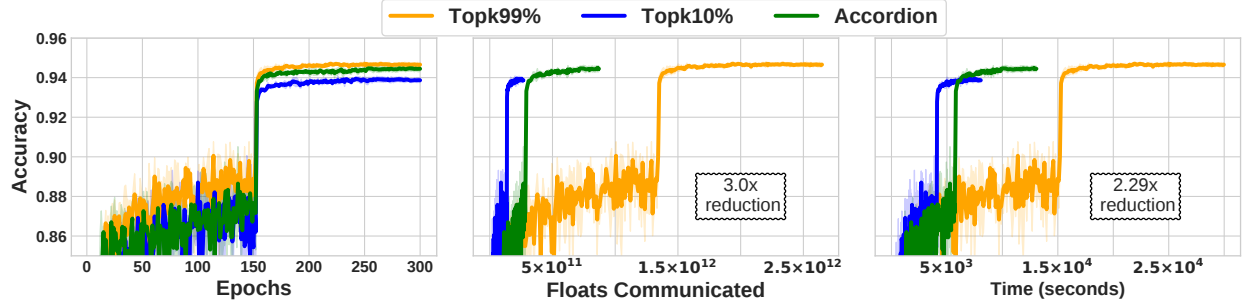 Topk99% Topk10% Accordion
0.96
0.94
0.92
0.90
0.88
0.86
Accuracy
0 50 100 150 200 250 300
Epochs
3.0x
reduction
5×10¹¹ 1.5×10¹² 2.5×10¹²
Floats Communicated
2.29x
reduction
5×10³ 1.5×10⁴ 2.5×10⁴
Time (seconds)